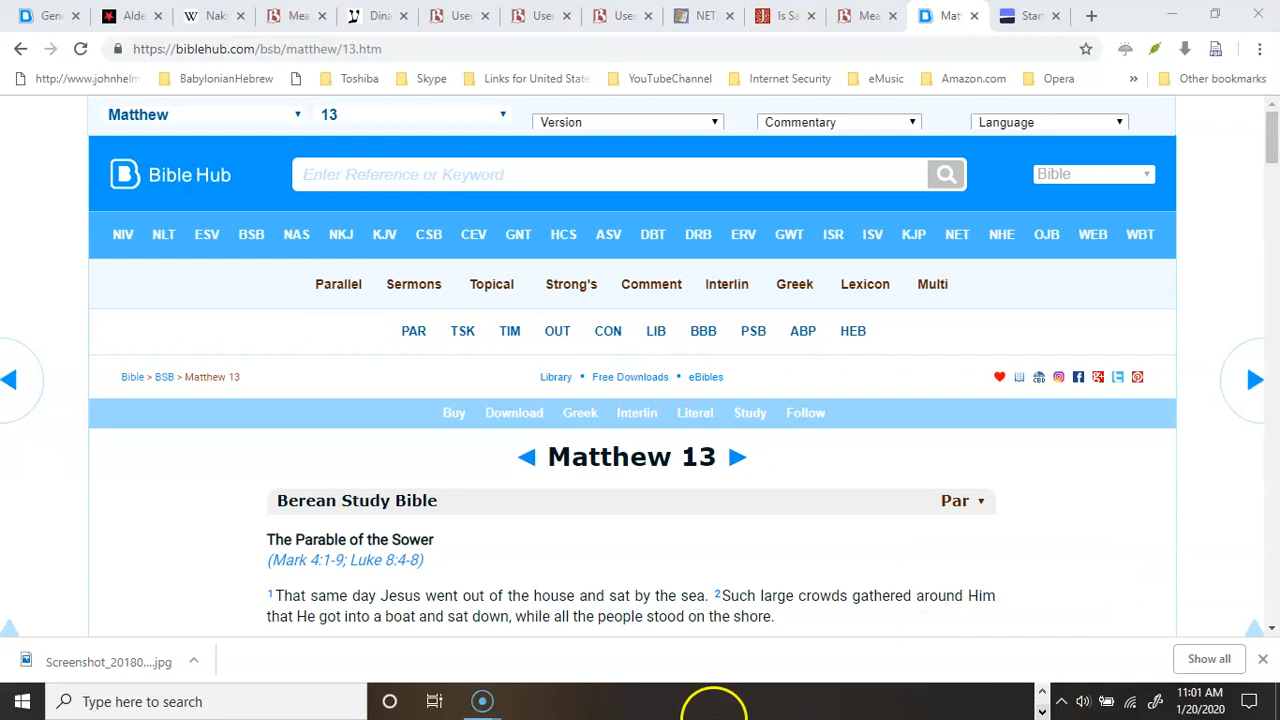 Gen Alde Nak Mea Dina Use Use Use NET Is Sa Mea Mat Start
https://biblehub.com/bsb/matthew/13.htm
http://www.johnhelm BabylonianHebrew Toshiba Skype Links for United State YouTubeChannel Internet Security eMusic Amazon.com Opera » Other bookmarks
Matthew 13 Version Commentary Language
Bible Hub Enter Reference or Keyword Bible
NIV NLT ESV BSB NAS NKJ KJV CSB CEV GNT HCS ASV DBT DRB ERV GWT ISR ISV KJP NET NHE OJB WEB WBT
Parallel Sermons Topical Strong's Comment Interlin Greek Lexicon Multi
PAR TSK TIM OUT CON LIB BBB PSB ABP HEB
Bible > BSB > Matthew 13 Library • Free Downloads • eBibles
Buy Download Greek Interlin Literal Study Follow
Matthew 13
Berean Study Bible Par
The Parable of the Sower
(Mark 4:1-9; Luke 8:4-8)
1 That same day Jesus went out of the house and sat by the sea. 2 Such large crowds gathered around Him
that He got into a boat and sat down, while all the people stood on the shore.
Screenshot_20180....jpg Show all
Type here to search 11:01 AM
1/20/2020